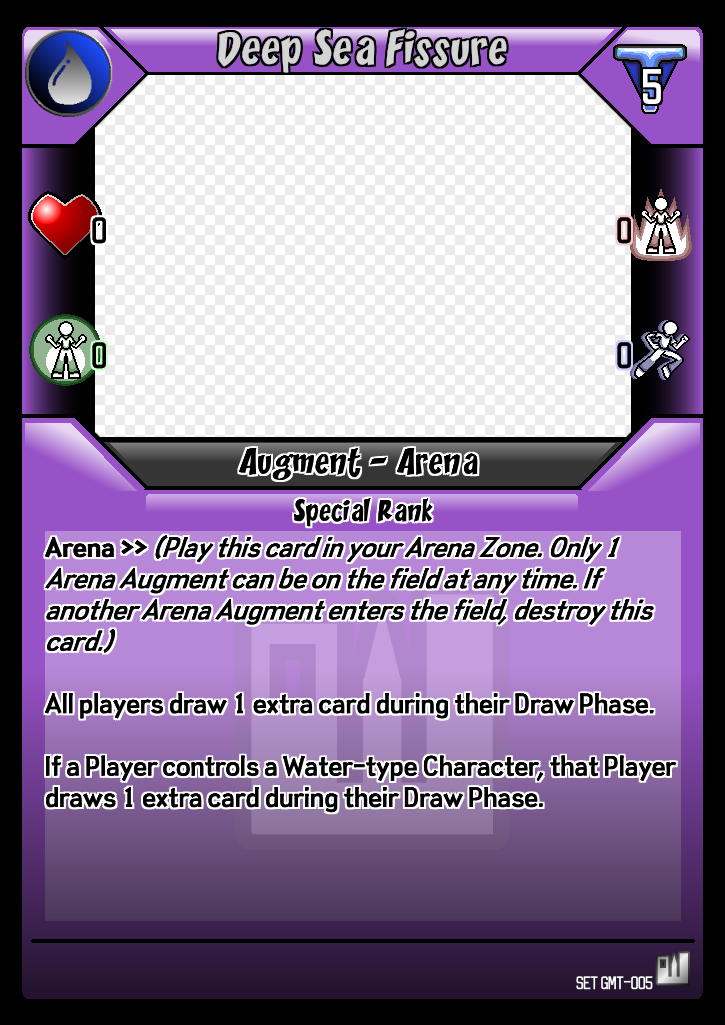 Deep Sea Fissure
5
0
0
0
0
Augment - Arena
Special Rank
Arena >> (Play this card in your Arena Zone. Only 1
Arena Augment can be on the field at any time. If
another Arena Augment enters the field, destroy this
card.)
All players draw 1 extra card during their Draw Phase.
If a Player controls a Water-type Character, that Player
draws 1 extra card during their Draw Phase.
SET GMT-005